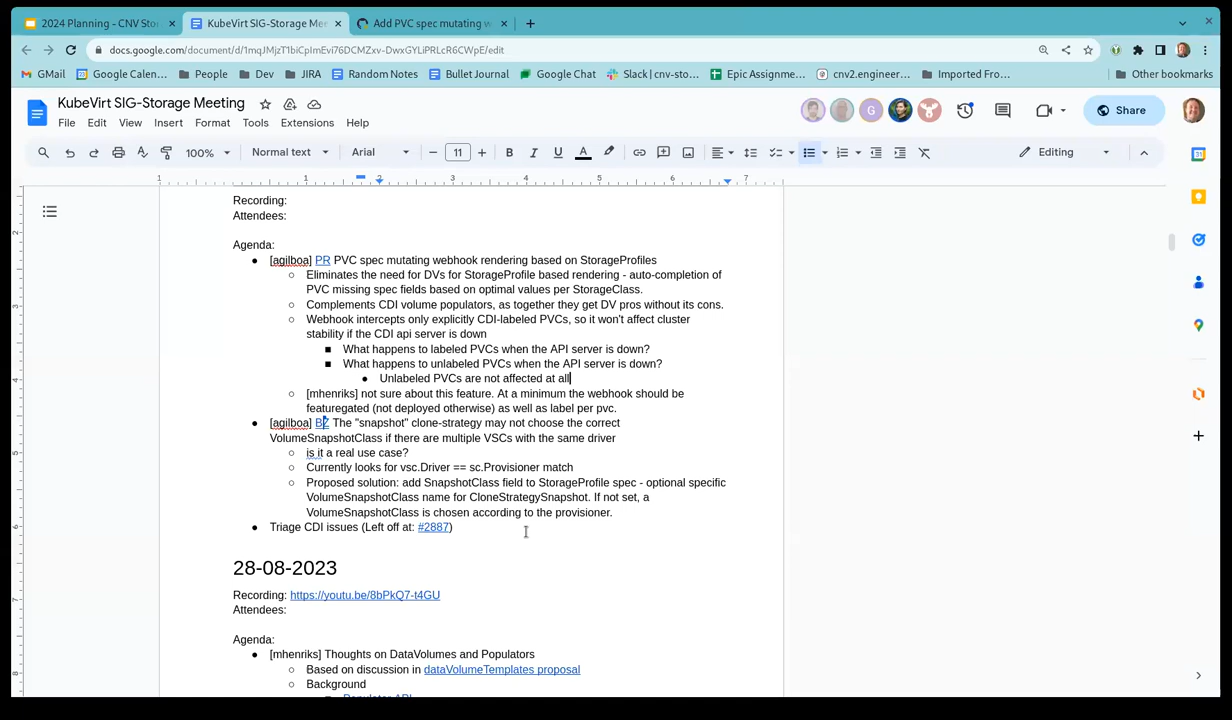 2024 Planning - CNV Sto
KubeVirt SIG-Storage Me
Add PVC spec mutating w
docs.google.com/document/d/1mqJMjzT1biCpImEvi76DCMZxv-DwxGYLiPRLcR6CWpE/edit
GMail
Google Calen...
People
Dev
JIRA
Random Notes
Bullet Journal
Google Chat
Slack | cnv-sto...
Epic Assignme...
cnv2.engineer...
Imported Fro...
Other bookmarks
KubeVirt SIG-Storage Meeting
Share
File Edit View Insert Format Tools Extensions Help
100% Normal text Arial 11 Editing
1 1 2 3 4 5 6 7
Recording:
Attendees:
Agenda:
[agilboa] PR PVC spec mutating webhook rendering based on StorageProfiles
Eliminates the need for DVs for StorageProfile based rendering - auto-completion of
PVC missing spec fields based on optimal values per StorageClass.
Complements CDI volume populators, as together they get DV pros without its cons.
Webhook intercepts only explicitly CDI-labeled PVCs, so it won't affect cluster
stability if the CDI api server is down
What happens to labeled PVCs when the API server is down?
What happens to unlabeled PVCs when the API server is down?
Unlabeled PVCs are not affected at all
[mhenriks] not sure about this feature. At a minimum the webhook should be
featuregated (not deployed otherwise) as well as label per pvc.
[agilboa] BZ The "snapshot" clone-strategy may not choose the correct
VolumeSnapshotClass if there are multiple VSCs with the same driver
is it a real use case?
Currently looks for vsc.Driver == sc.Provisioner match
Proposed solution: add SnapshotClass field to StorageProfile spec - optional specific
VolumeSnapshotClass name for CloneStrategySnapshot. If not set, a
VolumeSnapshotClass is chosen according to the provisioner.
Triage CDI issues (Left off at: #2887)
28-08-2023
Recording: https://youtu.be/8bPkQ7-t4GU
Attendees:
Agenda:
[mhenriks] Thoughts on DataVolumes and Populators
Based on discussion in dataVolumeTemplates proposal
Background
Populator API